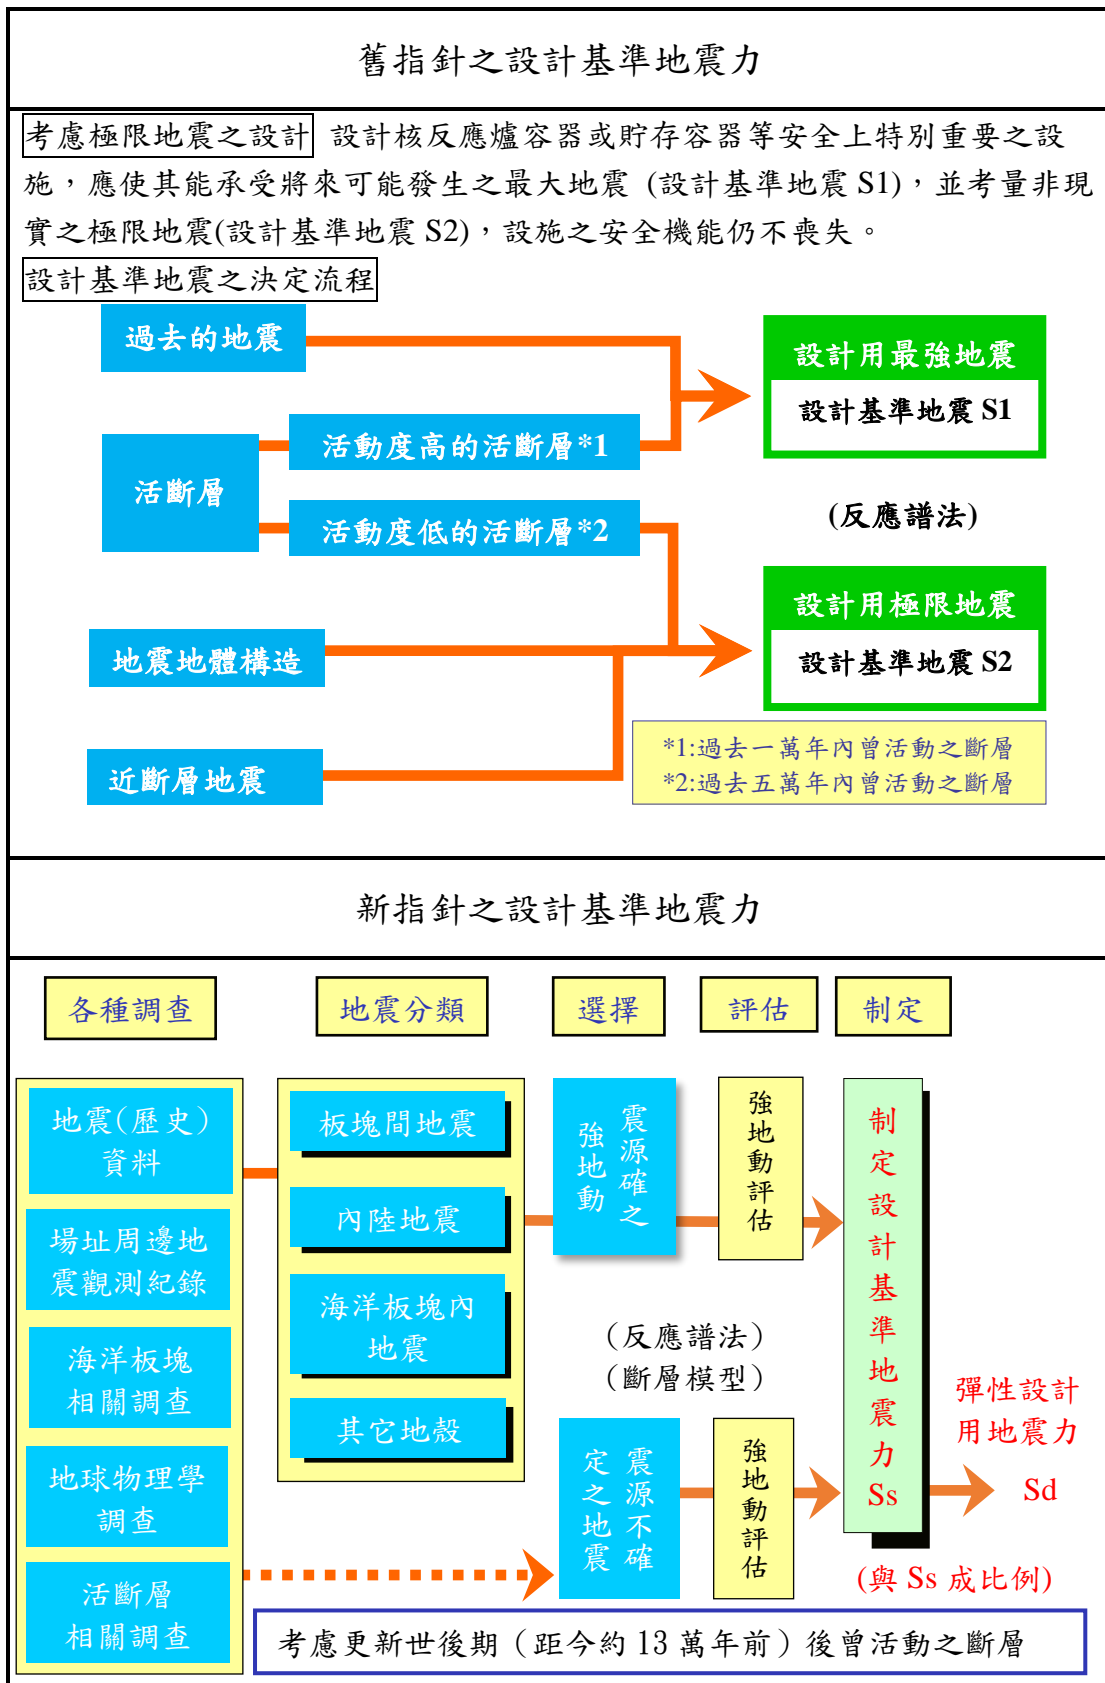 舊指針之設計基準地震力
考慮極限地震之設計 設計核反應爐容器或貯存容器等安全上特別重要之設
施，應使其能承受將來可能發生之最大地震 (設計基準地震 S1)，並考量非現
實之極限地震(設計基準地震 S2)，設施之安全機能仍不喪失。
設計基準地震之決定流程
過去的地震
設計用最強地震
設計基準地震 S1
活動度高的活斷層*1
活斷層
(反應譜法)
活動度低的活斷層*2
設計用極限地震
地震地體構造
設計基準地震 S2
近斷層地震
*1:過去一萬年內曾活動之斷層
*2:過去五萬年內曾活動之斷層
新指針之設計基準地震力
各種調查
地震分類
選擇
評估
制定
地震(歷史)
資料
場址周邊地
震觀測紀錄
海洋板塊
相關調查
地球物理學
調查
活斷層
相關調查
板塊間地震
內陸地震
海洋板塊內
地震
其它地殼
震源確之
強地動
強地動評估
（反應譜法）
（斷層模型）
震源不確
定之地震
強地動評估
制定設計基準地震力 Ss
彈性設計
用地震力
Sd
(與 Ss 成比例)
考慮更新世後期（距今約 13 萬年前）後曾活動之斷層